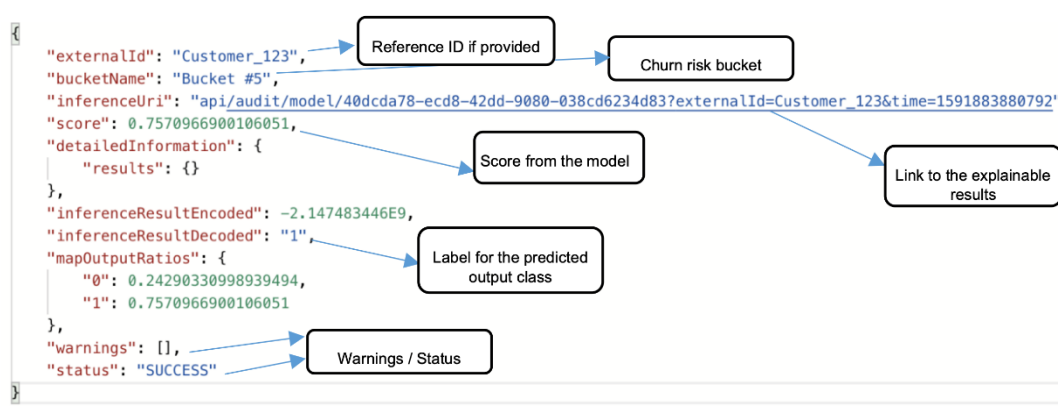 {
"externalId": "Customer_123",
Reference ID if provided
"bucketName": "Bucket #5",
Churn risk bucket
"inferenceUri": "api/audit/model/40dcda78-ecd8-42dd-9080-038cd6234d83?externalId=Customer_123&time=1591883880792"
"score": 0.7570966900106051,
"detailedInformation": {
Score from the model
"results": {}
Link to the explainable
results
},
"inferenceResultEncoded": -2.147483446E9,
"inferenceResultDecoded": "1",
"mapOutputRatios": {
Label for the predicted
output class
"0": 0.24290330998939494,
"1": 0.7570966900106051
},
"warnings": [],
Warnings / Status
"status": "SUCCESS"
}